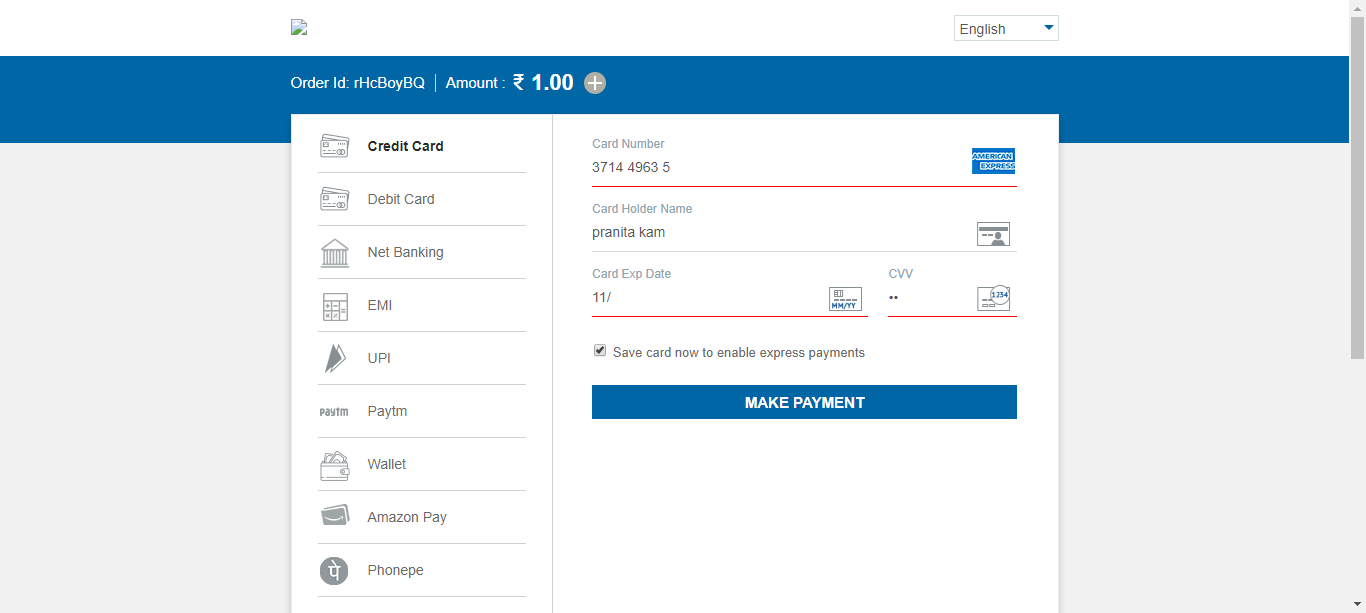 English
Order Id: rHcBoyBQ Amount : ₹ 1.00
Credit Card
Debit Card
Net Banking
EMI
UPI
paytm Paytm
Wallet
Amazon Pay
पे Phonepe
Card Number
3714 4963 5
AMERICAN
EXPRESS
Card Holder Name
pranita kam
Card Exp Date
11/
MM/YY
CVV
••
1234
Save card now to enable express payments
MAKE PAYMENT